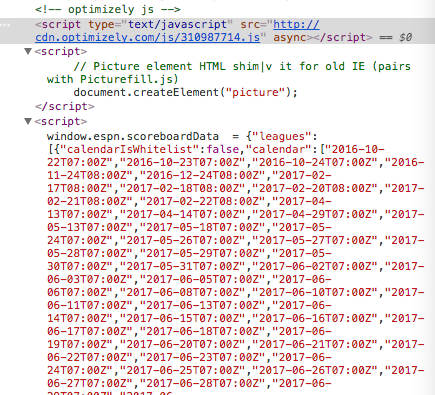 <!-- optimizely js -->
<script type="text/javascript" src="http://
cdn.optimizely.com/js/310987714.js" async></script> == $0
<script>
// Picture element HTML shim|v it for old IE (pairs
with Picturefill.js)
document.createElement("picture");
</script>
<script>
window.espn.scoreboardData  = {"leagues":
[{"calendarIsWhitelist":false,"calendar":["2016-10-
22T07:00Z","2016-10-23T07:00Z","2016-10-24T07:00Z","2016-
11-24T08:00Z","2016-12-24T08:00Z","2017-02-
17T08:00Z","2017-02-18T08:00Z","2017-02-20T08:00Z","2017-
02-21T08:00Z","2017-02-22T08:00Z","2017-04-
13T07:00Z","2017-04-14T07:00Z","2017-04-29T07:00Z","2017-
05-13T07:00Z","2017-05-18T07:00Z","2017-05-
24T07:00Z","2017-05-26T07:00Z","2017-05-27T07:00Z","2017-
05-28T07:00Z","2017-05-29T07:00Z","2017-05-
30T07:00Z","2017-05-31T07:00Z","2017-06-02T07:00Z","2017-
06-03T07:00Z","2017-06-05T07:00Z","2017-06-
06T07:00Z","2017-06-08T07:00Z","2017-06-10T07:00Z","2017-
06-11T07:00Z","2017-06-13T07:00Z","2017-06-
14T07:00Z","2017-06-15T07:00Z","2017-06-16T07:00Z","2017-
06-17T07:00Z","2017-06-18T07:00Z","2017-06-
19T07:00Z","2017-06-20T07:00Z","2017-06-21T07:00Z","2017-
06-22T07:00Z","2017-06-23T07:00Z","2017-06-
24T07:00Z","2017-06-25T07:00Z","2017-06-26T07:00Z","2017-
06-27T07:00Z","2017-06-28T07:00Z","2017-06-